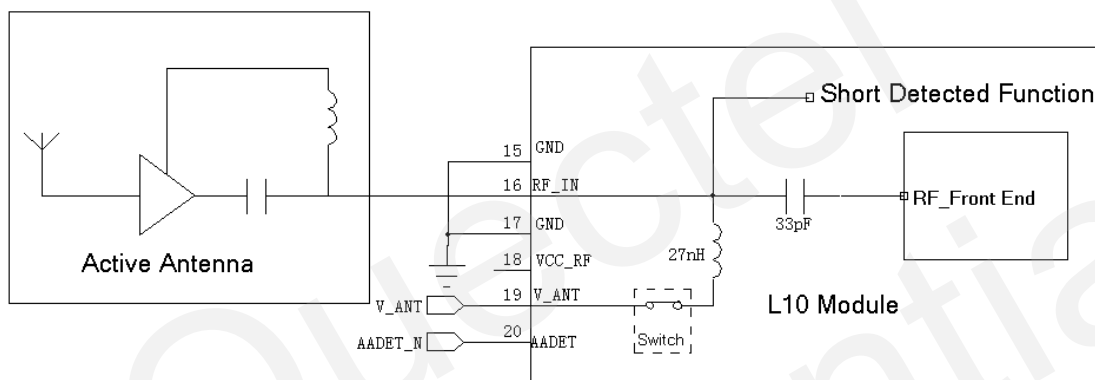 Short Detected Function
15 GND
16 RF_IN
RF_Front End
33pF
17 GND
27nH
Active Antenna
18 VCC_RF
V_ANT 19 V_ANT
L10 Module
Switch
AADET_N 20 AADET
Quectel